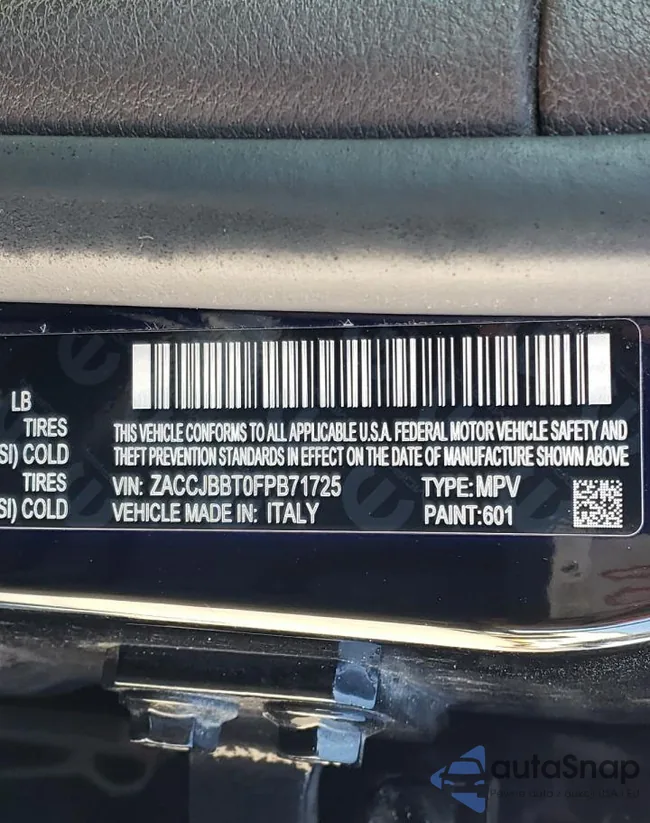 LB
TIRES
SI) COLD
TIRES
SI) COLD
THIS VEHICLE CONFORMS TO ALL APPLICABLE U.S.A. FEDERAL MOTOR VEHICLE SAFETY AND
THEFT PREVENTION STANDARDS IN EFFECT ON THE DATE OF MANUFACTURE SHOWN ABOVE
VIN: ZACCJBBT0FPB71725 TYPE: MPV
VEHICLE MADE IN: ITALY PAINT:601
autaSnap